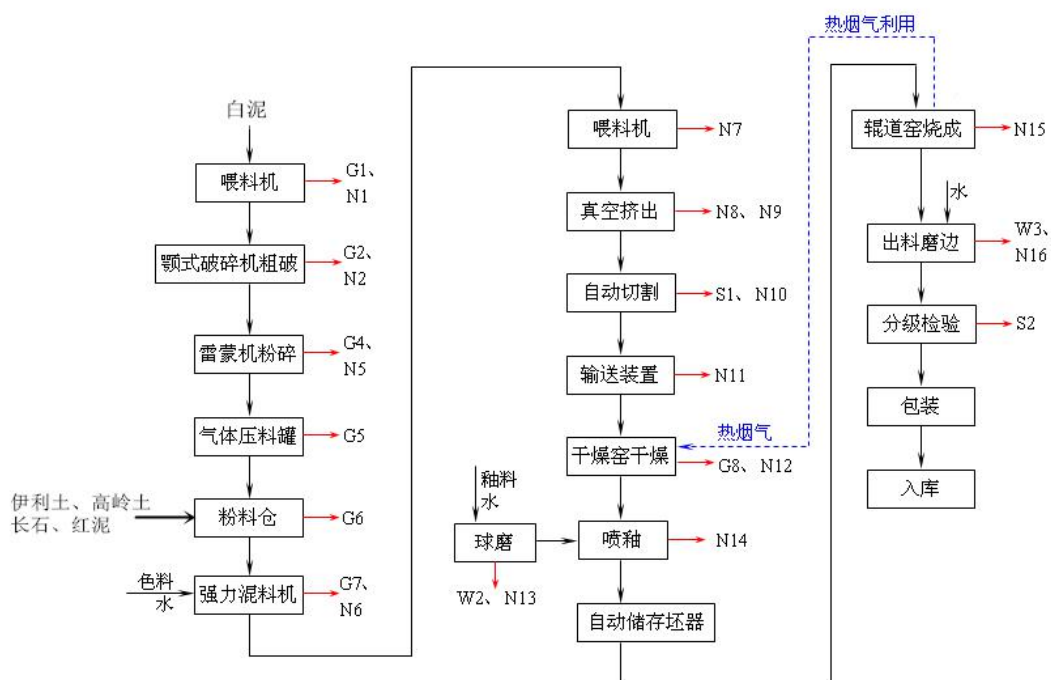 白泥
喂料机
G1、
N1
颚式破碎机粗破
G2、
N2
雷蒙机粉碎
G4、
N5
气体压料罐
G5
伊利土、高岭土
长石、红泥
粉料仓
G6
色料
水
强力混料机
G7、
N6
喂料机
N7
真空挤出
N8、N9
自动切割
S1、N10
输送装置
N11
热烟气
干燥窑干燥
G8、N12
釉料
水
球磨
W2、N13
喷釉
N14
自动储存坯器
热烟气利用
辊道窑烧成
N15
水
出料磨边
W3、
N16
分级检验
S2
包装
入库